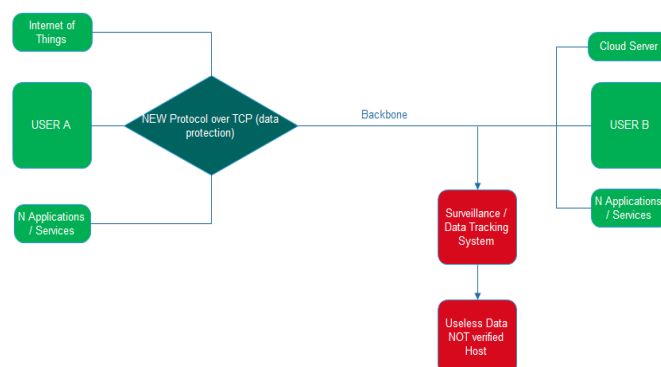 Internet of
Things
USER A
N Applications
/ Services
NEW Protocol over TCP (data
protection)
Backbone
Cloud Server
USER B
N Applications
/ Services
Surveillance /
Data Tracking
System
Useless Data
NOT verified
Host